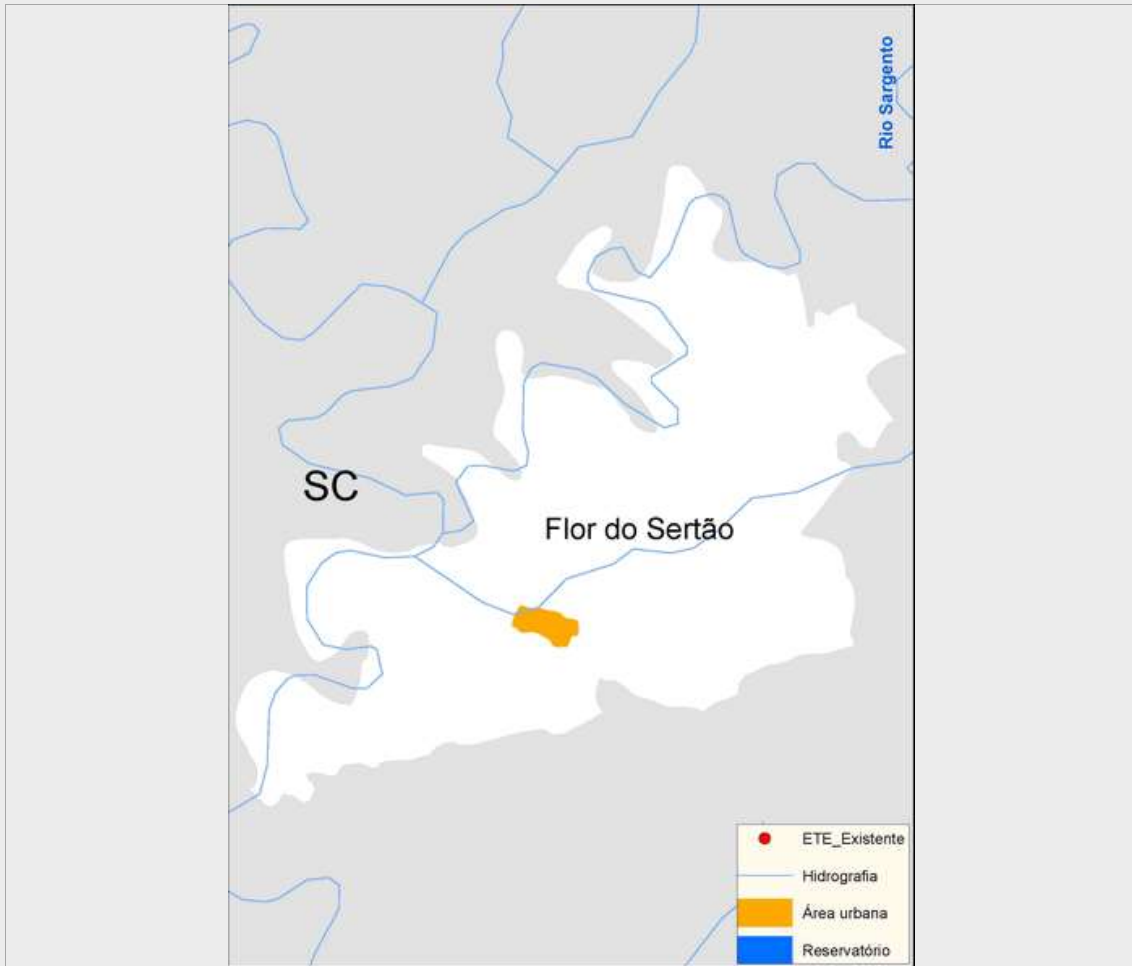 Rio Sargento
SC
Flor do Sertão
ETE_Existente
Hidrografia
Área urbana
Reservatório